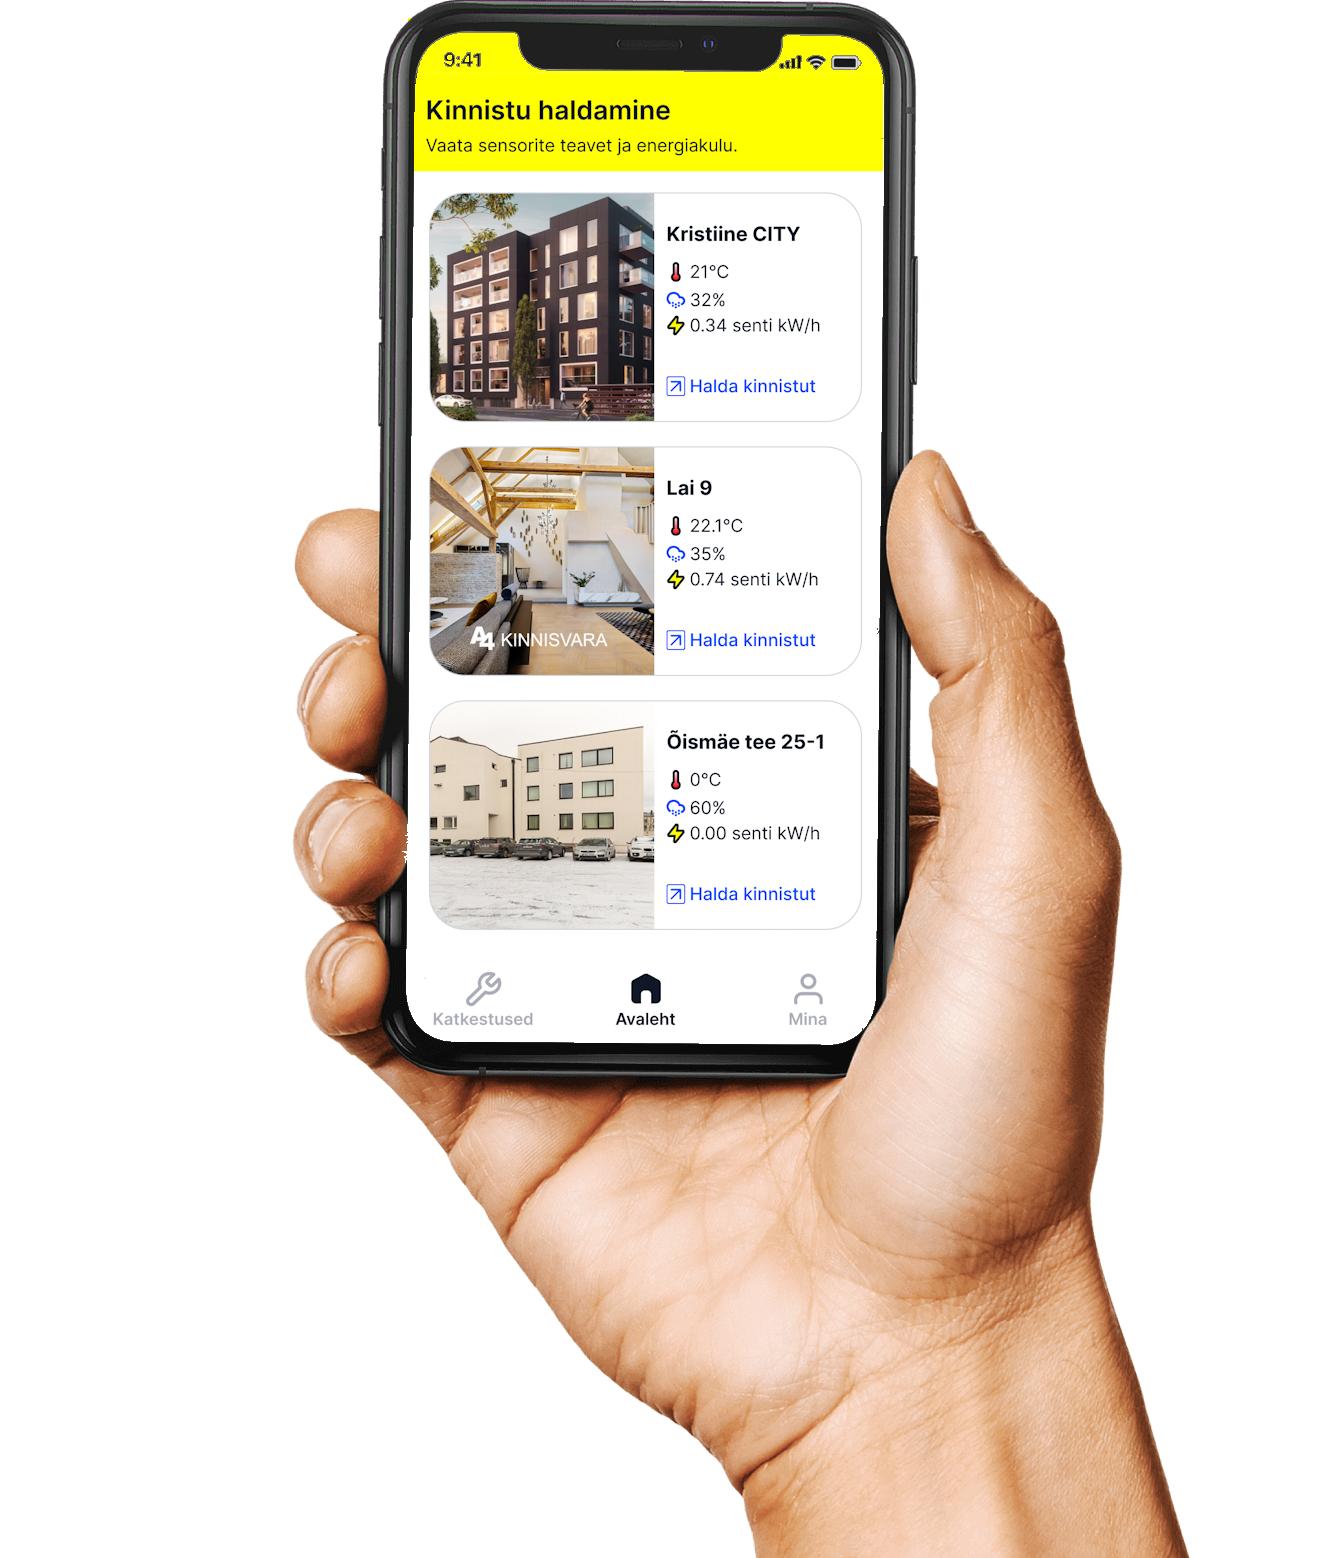 9:41
Kinnistu haldamine
Vaata sensorite teavet ja energiakulu.
Kristiine CITY
21°C
32%
0.34 senti kW/h
Halda kinnistut
Lai 9
22.1°C
35%
0.74 senti kW/h
Halda kinnistut
A4 KINNISVARA
Õismäe tee 25-1
0°C
60%
0.00 senti kW/h
Halda kinnistut
Katkestused
Avaleht
Mina